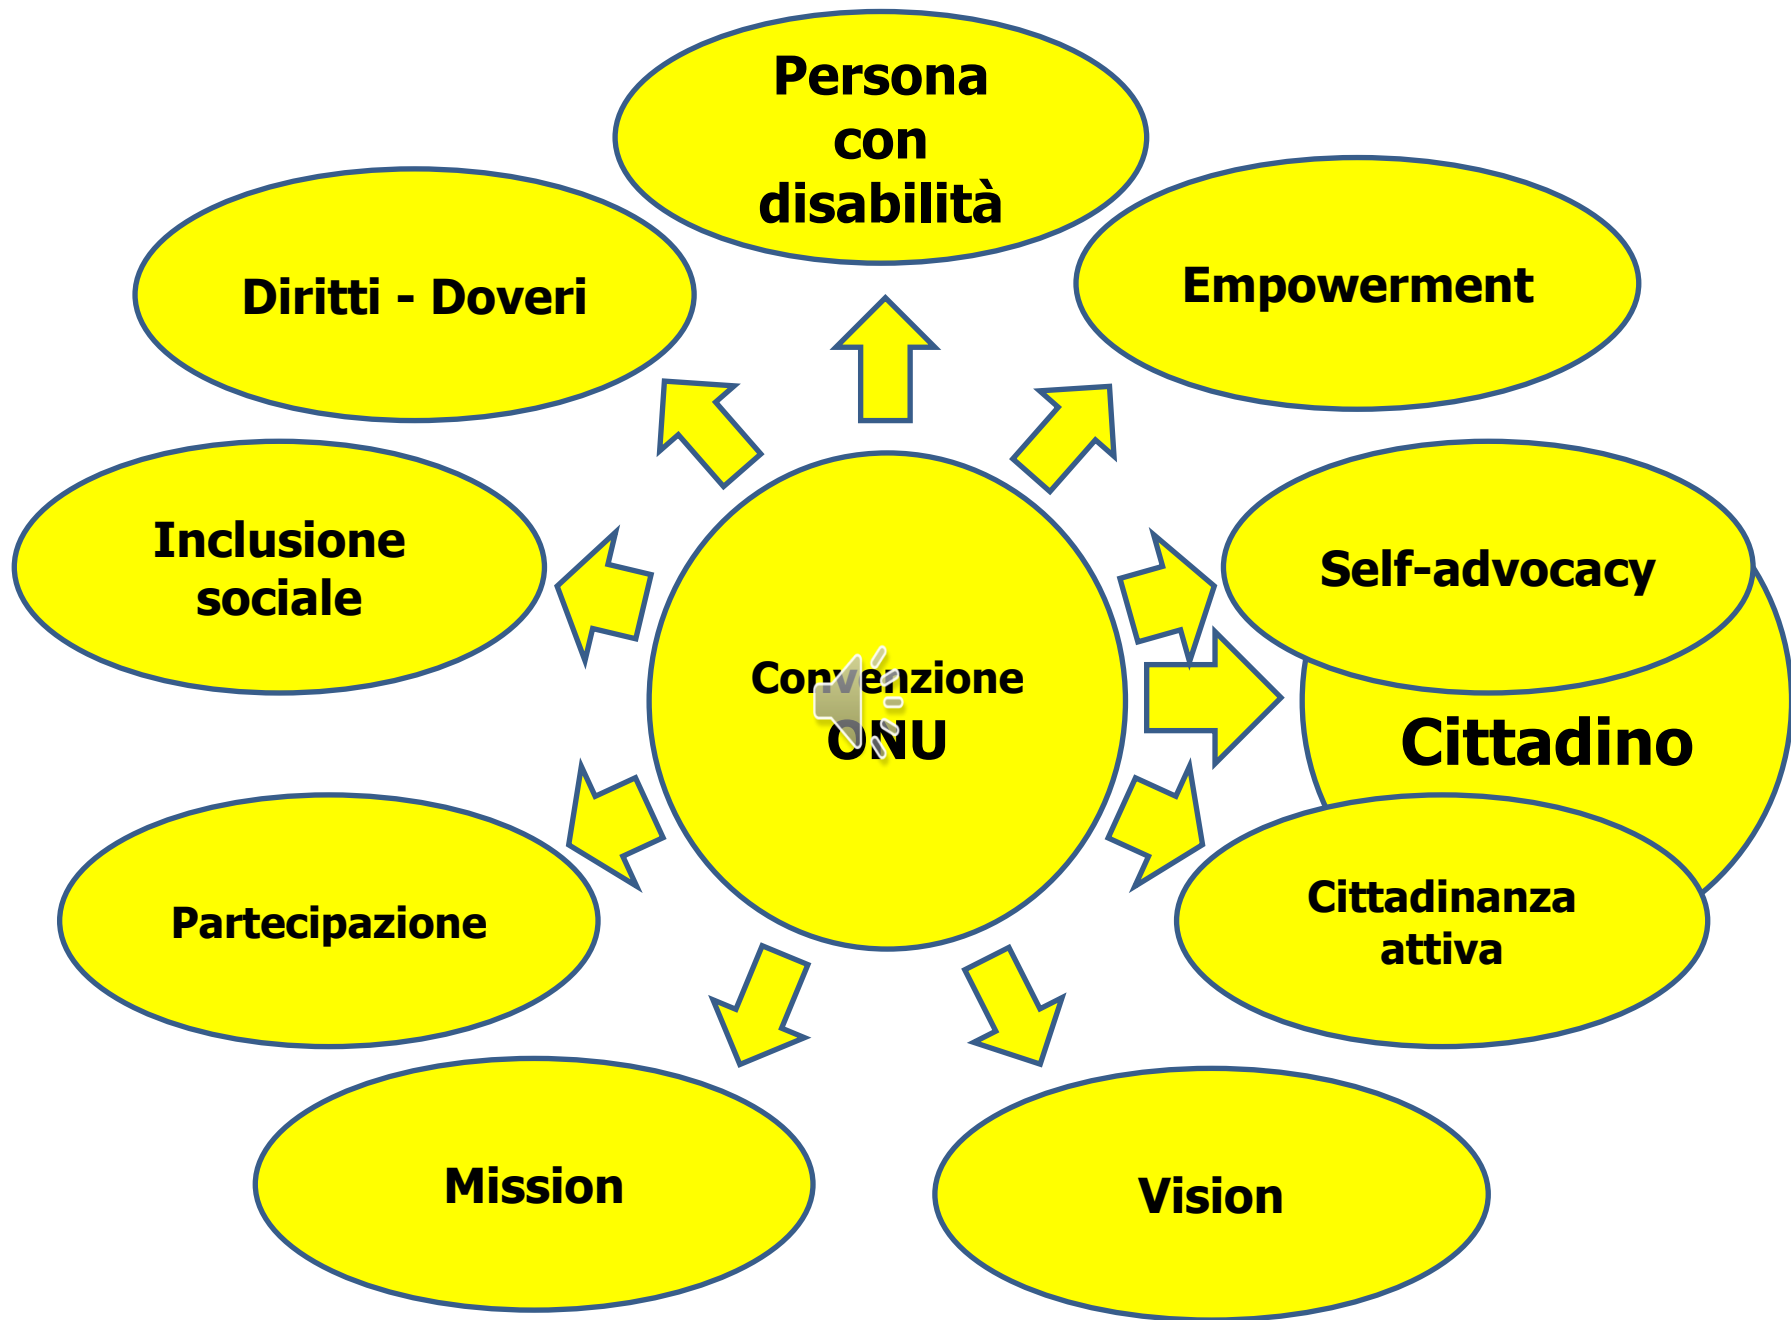 Persona
con
disabilità
Diritti - Doveri
Empowerment
Inclusione
sociale
Self-advocacy
Convenzione
ONU
Cittadino
Partecipazione
Cittadinanza
attiva
Mission
Vision